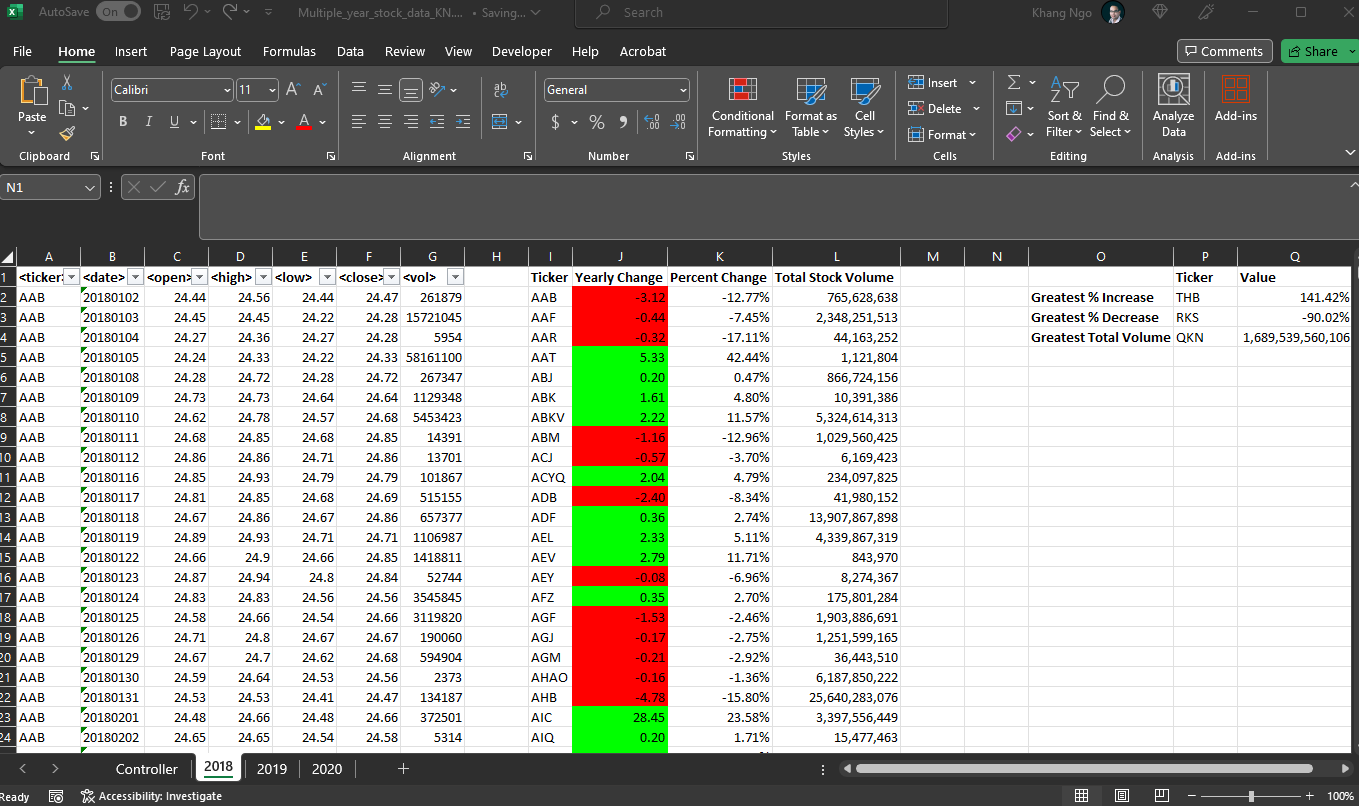 AutoSave On Multiple_year_stock_data_KN.... • Saving... Search Khang Ngo
File Home Insert Page Layout Formulas Data Review View Developer Help Acrobat Comments Share
Calibri 11 General Insert
Paste B I U $ % Conditional Formatting Format as Table Cell Styles Delete Sort & Filter Find & Select Analyze Data Add-ins
Format
Clipboard Font Alignment Number Styles Cells Editing Analysis Add-ins
N1 fx
A B C D E F G H I J K L M N O P Q
1 <ticker> <date> <open> <high> <low> <close> <vol> Ticker Yearly Change Percent Change Total Stock Volume Ticker Value
2 AAB 20180102 24.44 24.56 24.44 24.47 261879 AAB -3.12 -12.77% 765,628,638 Greatest % Increase THB 141.42%
3 AAB 20180103 24.45 24.45 24.22 24.28 15721045 AAF -0.44 -7.45% 2,348,251,513 Greatest % Decrease RKS -90.02%
4 AAB 20180104 24.27 24.36 24.27 24.28 5954 AAR -0.32 -17.11% 44,163,252 Greatest Total Volume QKN 1,689,539,560,106
5 AAB 20180105 24.24 24.33 24.22 24.33 58161100 AAT 5.33 42.44% 1,121,804
6 AAB 20180108 24.28 24.72 24.28 24.72 267347 ABJ 0.20 0.47% 866,724,156
7 AAB 20180109 24.73 24.73 24.64 24.64 1129348 ABK 1.61 4.80% 10,391,386
8 AAB 20180110 24.62 24.78 24.57 24.68 5453423 ABKV 2.22 11.57% 5,324,614,313
9 AAB 20180111 24.68 24.85 24.68 24.85 14391 ABM -1.16 -12.96% 1,029,560,425
10 AAB 20180112 24.86 24.86 24.71 24.86 13701 ACJ -0.57 -3.70% 6,169,423
11 AAB 20180116 24.85 24.93 24.79 24.79 101867 ACYQ 2.04 4.79% 234,097,825
12 AAB 20180117 24.81 24.85 24.68 24.69 515155 ADB -2.40 -8.34% 41,980,152
13 AAB 20180118 24.67 24.86 24.67 24.86 657377 ADF 0.36 2.74% 13,907,867,898
14 AAB 20180119 24.89 24.93 24.71 24.71 1106987 AEL 2.33 5.11% 4,339,867,319
15 AAB 20180122 24.66 24.9 24.66 24.85 1418811 AEV 2.79 11.71% 843,970
16 AAB 20180123 24.87 24.94 24.8 24.84 52744 AEY -0.08 -6.96% 8,274,367
17 AAB 20180124 24.83 24.83 24.56 24.56 3545845 AFZ 0.35 2.70% 175,801,284
18 AAB 20180125 24.58 24.66 24.54 24.66 3119820 AGF -1.53 -2.46% 1,903,886,691
19 AAB 20180126 24.71 24.8 24.67 24.67 190060 AGJ -0.17 -2.75% 1,251,599,165
20 AAB 20180129 24.67 24.7 24.62 24.68 594904 AGM -0.21 -2.92% 36,443,510
21 AAB 20180130 24.59 24.64 24.53 24.56 2373 AHAO -0.16 -1.36% 6,187,850,222
22 AAB 20180131 24.53 24.53 24.41 24.47 134187 AHB -4.78 -15.80% 25,640,283,076
23 AAB 20180201 24.48 24.66 24.48 24.66 372501 AIC 28.45 23.58% 3,397,556,449
24 AAB 20180202 24.65 24.65 24.54 24.58 5314 AIQ 0.20 1.71% 15,477,463
Controller 2018 2019 2020
Ready Accessibility: Investigate 100%